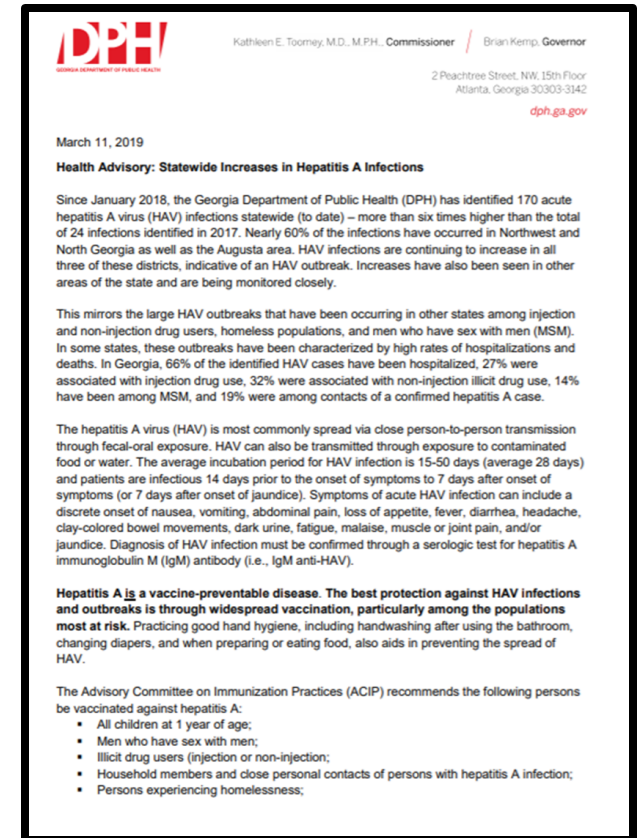 DPH
GEORGIA DEPARTMENT OF PUBLIC HEALTH
Kathleen E. Toomey, M.D., M.P.H., Commissioner / Brian Kemp, Governor
2 Peachtree Street, NW, 15th Floor
Atlanta, Georgia 30303-3142
dph.ga.gov
March 11, 2019
Health Advisory: Statewide Increases in Hepatitis A Infections
Since January 2018, the Georgia Department of Public Health (DPH) has identified 170 acute
hepatitis A virus (HAV) infections statewide (to date) – more than six times higher than the total
of 24 infections identified in 2017. Nearly 60% of the infections have occurred in Northwest and
North Georgia as well as the Augusta area. HAV infections are continuing to increase in all
three of these districts, indicative of an HAV outbreak. Increases have also been seen in other
areas of the state and are being monitored closely.
This mirrors the large HAV outbreaks that have been occurring in other states among injection
and non-injection drug users, homeless populations, and men who have sex with men (MSM).
In some states, these outbreaks have been characterized by high rates of hospitalizations and
deaths. In Georgia, 66% of the identified HAV cases have been hospitalized, 27% were
associated with injection drug use, 32% were associated with non-injection illicit drug use, 14%
have been among MSM, and 19% were among contacts of a confirmed hepatitis A case.
The hepatitis A virus (HAV) is most commonly spread via close person-to-person transmission
through fecal-oral exposure. HAV can also be transmitted through exposure to contaminated
food or water. The average incubation period for HAV infection is 15-50 days (average 28 days)
and patients are infectious 14 days prior to the onset of symptoms to 7 days after onset of
symptoms (or 7 days after onset of jaundice). Symptoms of acute HAV infection can include a
discrete onset of nausea, vomiting, abdominal pain, loss of appetite, fever, diarrhea, headache,
clay-colored bowel movements, dark urine, fatigue, malaise, muscle or joint pain, and/or
jaundice. Diagnosis of HAV infection must be confirmed through a serologic test for hepatitis A
immunoglobulin M (IgM) antibody (i.e., IgM anti-HAV).
Hepatitis A is a vaccine-preventable disease. The best protection against HAV infections
and outbreaks is through widespread vaccination, particularly among the populations
most at risk. Practicing good hand hygiene, including handwashing after using the bathroom,
changing diapers, and when preparing or eating food, also aids in preventing the spread of
HAV.
The Advisory Committee on Immunization Practices (ACIP) recommends the following persons
be vaccinated against hepatitis A:
▪ All children at 1 year of age;
▪ Men who have sex with men;
▪ Illicit drug users (injection or non-injection;
▪ Household members and close personal contacts of persons with hepatitis A infection;
▪ Persons experiencing homelessness;